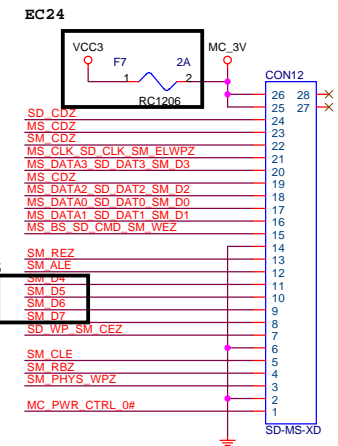 EC24
VCC3 MC_3V
F7 2A
1 2
RC1206
CON12
26 28
25 27
SD_CDZ 24
MS_CDZ 23
SM_CDZ 22
MS_CLK_SD_CLK_SM_ELWPZ 21
MS_DATA3_SD_DAT3_SM_D3 20
MS_CDZ 19
MS_DATA2_SD_DAT2_SM_D2 18
MS_DATA0_SD_DAT0_SM_D0 17
MS_DATA1_SD_DAT1_SM_D1 16
MS_BS_SD_CMD_SM_WEZ 15
14
SM_REZ 13
SM_ALE 12
SM_D4 11
SM_D5 10
SM_D6 9
SM_D7 8
SD_WP_SM_CEZ 7
6
SM_CLE 5
SM_RBZ 4
SM_PHYS_WPZ 3
2
MC_PWR_CTRL_0# 1
SD-MS-XD